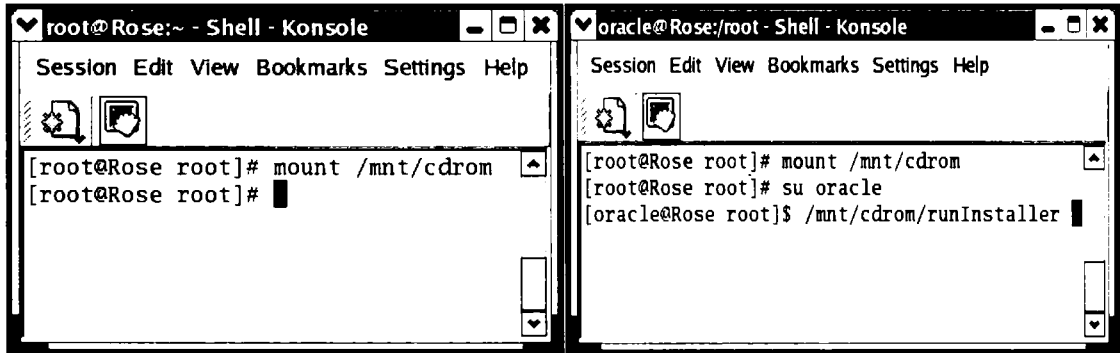 root@Rose:~ - Shell - Konsole
Session Edit View Bookmarks Settings Help
[root@Rose root]# mount /mnt/cdrom
[root@Rose root]#
oracle@Rose:/root - Shell - Konsole
Session Edit View Bookmarks Settings Help
[root@Rose root]# mount /mnt/cdrom
[root@Rose root]# su oracle
[oracle@Rose root]$ /mnt/cdrom/runInstaller